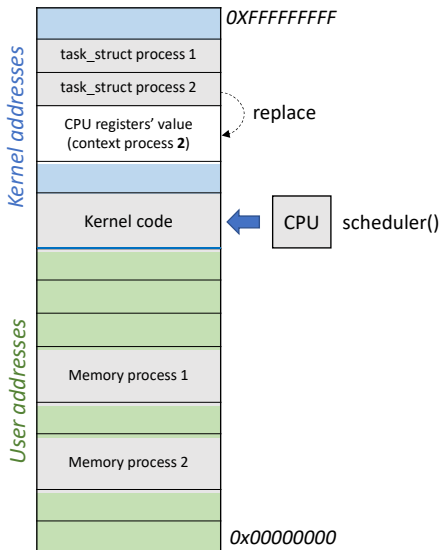 0XFFFFFFFFF
task_struct process 1
task_struct process 2
replace
CPU registers' value
(context process 2)
Kernel addresses
Kernel code
CPU
scheduler()
User addresses
Memory process 1
Memory process 2
0x00000000